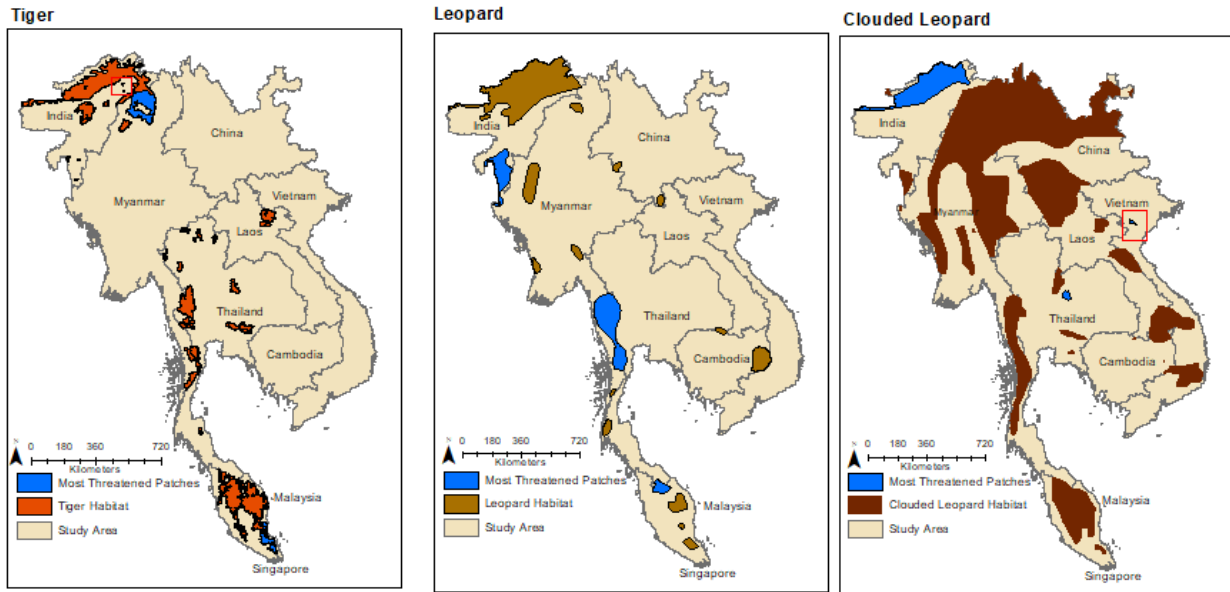 Tiger
India
China
Myanmar
Vietnam
Laos
Thailand
Cambodia
N
0 180 360 720
Kilometers
Most Threatened Patches
Tiger Habitat
Study Area
Malaysia
Singapore
Leopard
India
China
Myanmar
Vietnam
Laos
Thailand
Cambodia
N
0 180 360 720
Kilometers
Most Threatened Patches
Leopard Habitat
Study Area
Malaysia
Singapore
Clouded Leopard
India
China
Myanmar
Vietnam
Laos
Thailand
Cambodia
N
0 180 360 720
Kilometers
Most Threatened Patches
Clouded Leopard Habitat
Study Area
Malaysia
Singapore